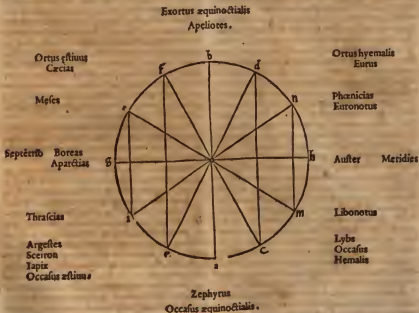 Exortus æquinoctialis
Apeliotes.
Ortus estiuus
Cæcias
Ortus hyemalis
Eurus
b
f
d
Meses
Phœnicias
Euronotus
n
Septētrio Boreas
Aparctias
g
h
Auster Meridies
Thrascias
s
m
Libonotus
Argestes
Sceiron
Iapix
Occasus æstiuus
e
a
c
Lybs
Occasus
Hemalis
Zephyrus
Occasus æquinoctialis.